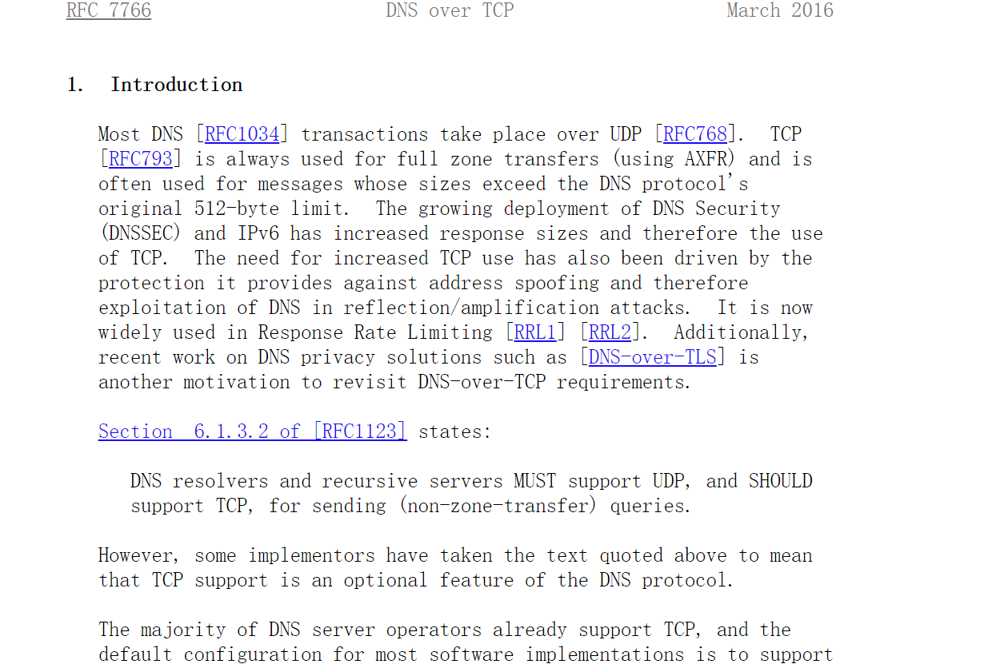 RFC 7766 DNS over TCP March 2016
1. Introduction
Most DNS [RFC1034] transactions take place over UDP [RFC768]. TCP
[RFC793] is always used for full zone transfers (using AXFR) and is
often used for messages whose sizes exceed the DNS protocol's
original 512-byte limit. The growing deployment of DNS Security
(DNSSEC) and IPv6 has increased response sizes and therefore the use
of TCP. The need for increased TCP use has also been driven by the
protection it provides against address spoofing and therefore
exploitation of DNS in reflection/amplification attacks. It is now
widely used in Response Rate Limiting [RRL1] [RRL2]. Additionally,
recent work on DNS privacy solutions such as [DNS-over-TLS] is
another motivation to revisit DNS-over-TCP requirements.
Section 6.1.3.2 of [RFC1123] states:
DNS resolvers and recursive servers MUST support UDP, and SHOULD
support TCP, for sending (non-zone-transfer) queries.
However, some implementors have taken the text quoted above to mean
that TCP support is an optional feature of the DNS protocol.
The majority of DNS server operators already support TCP, and the
default configuration for most software implementations is to support